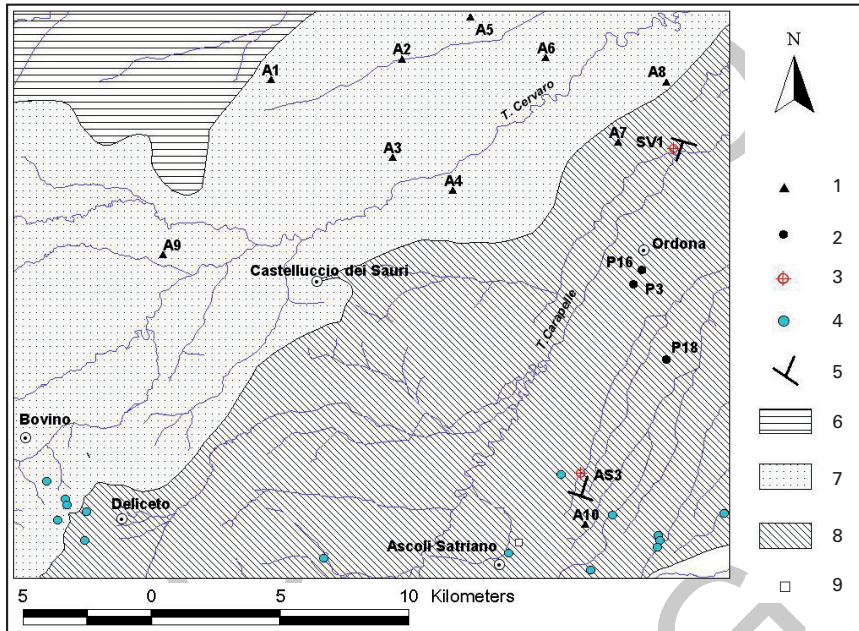 A5
N
A2
A6
A1
A8
T. Cervaro
A7
SV1
A3
A4
1
2
Ordona
A9
P16
3
Castelluccio dei Sauri
P3
4
T.Carapelle
P18
5
Bovino
6
7
AS3
Deliceto
A10
8
Ascoli Satriano
9
5 0 5 10 Kilometers